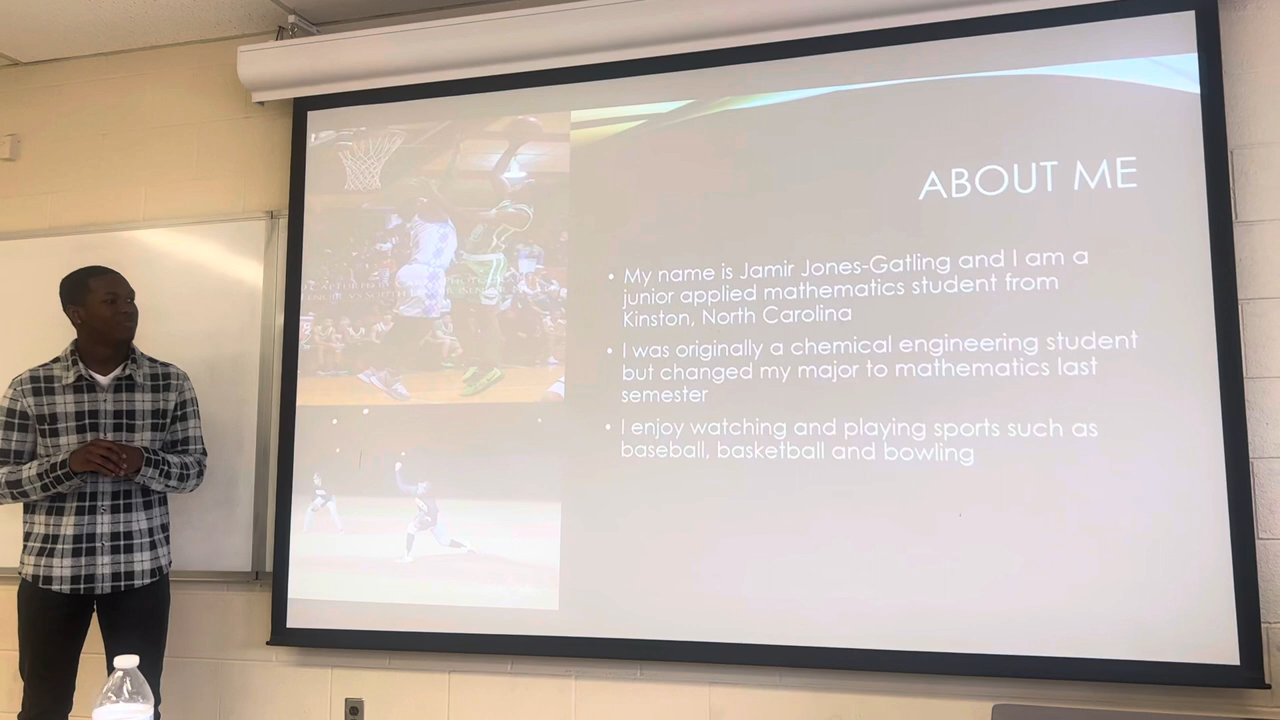 ABOUT ME
• My name is Jamir Jones-Gatling and I am a
junior applied mathematics student from
Kinston, North Carolina
• I was originally a chemical engineering student
but changed my major to mathematics last
semester
• I enjoy watching and playing sports such as
baseball, basketball and bowling